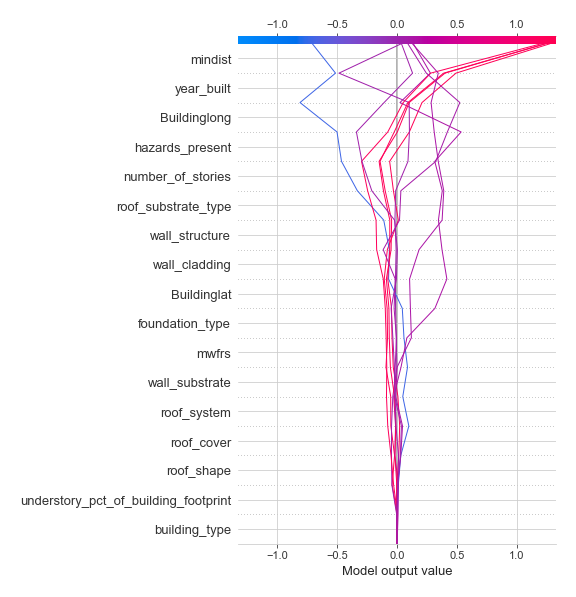 −1.0 −0.5 0.0 0.5 1.0
mindist
year_built
Buildinglong
hazards_present
number_of_stories
roof_substrate_type
wall_structure
wall_cladding
Buildinglat
foundation_type
mwfrs
wall_substrate
roof_system
roof_cover
roof_shape
understory_pct_of_building_footprint
building_type
−1.0 −0.5 0.0 0.5 1.0
Model output value